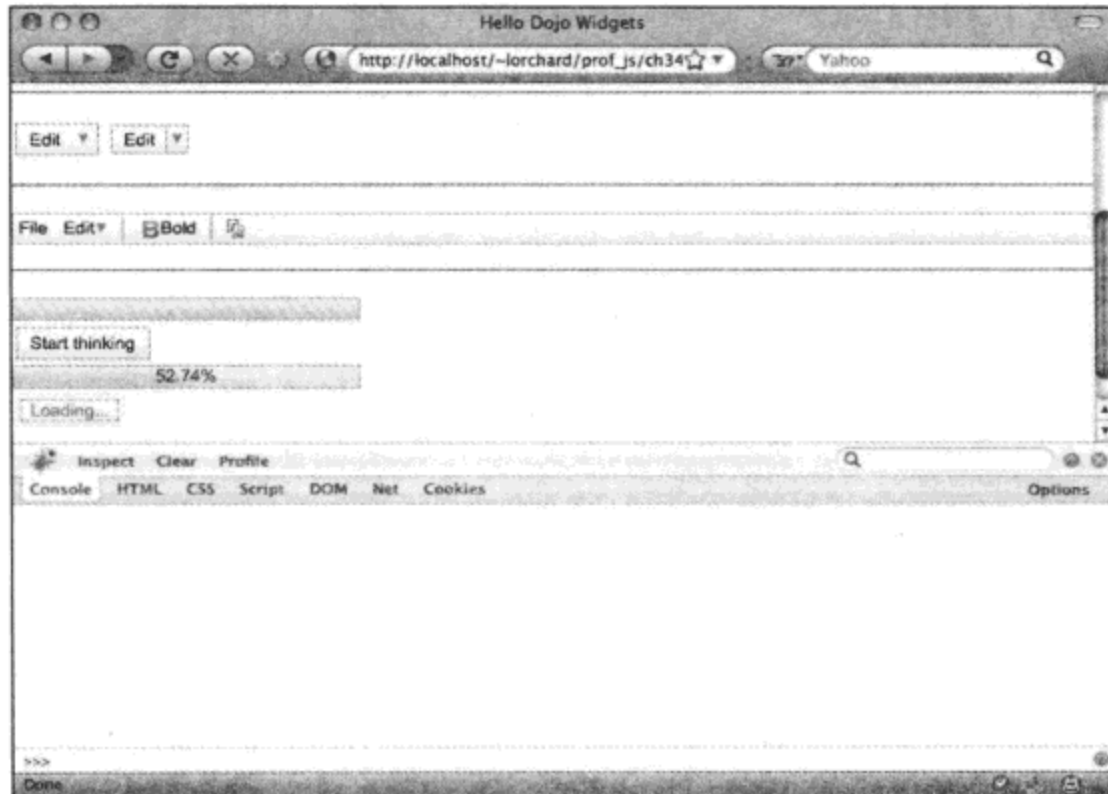 Hello Dojo Widgets
http://localhost/~lorchard/prof_js/ch34
Yahoo
Edit Edit
File Edit Bold
Start thinking
52.74%
Loading...
Inspect Clear Profile
Console HTML CSS Script DOM Net Cookies Options
>>>
Done